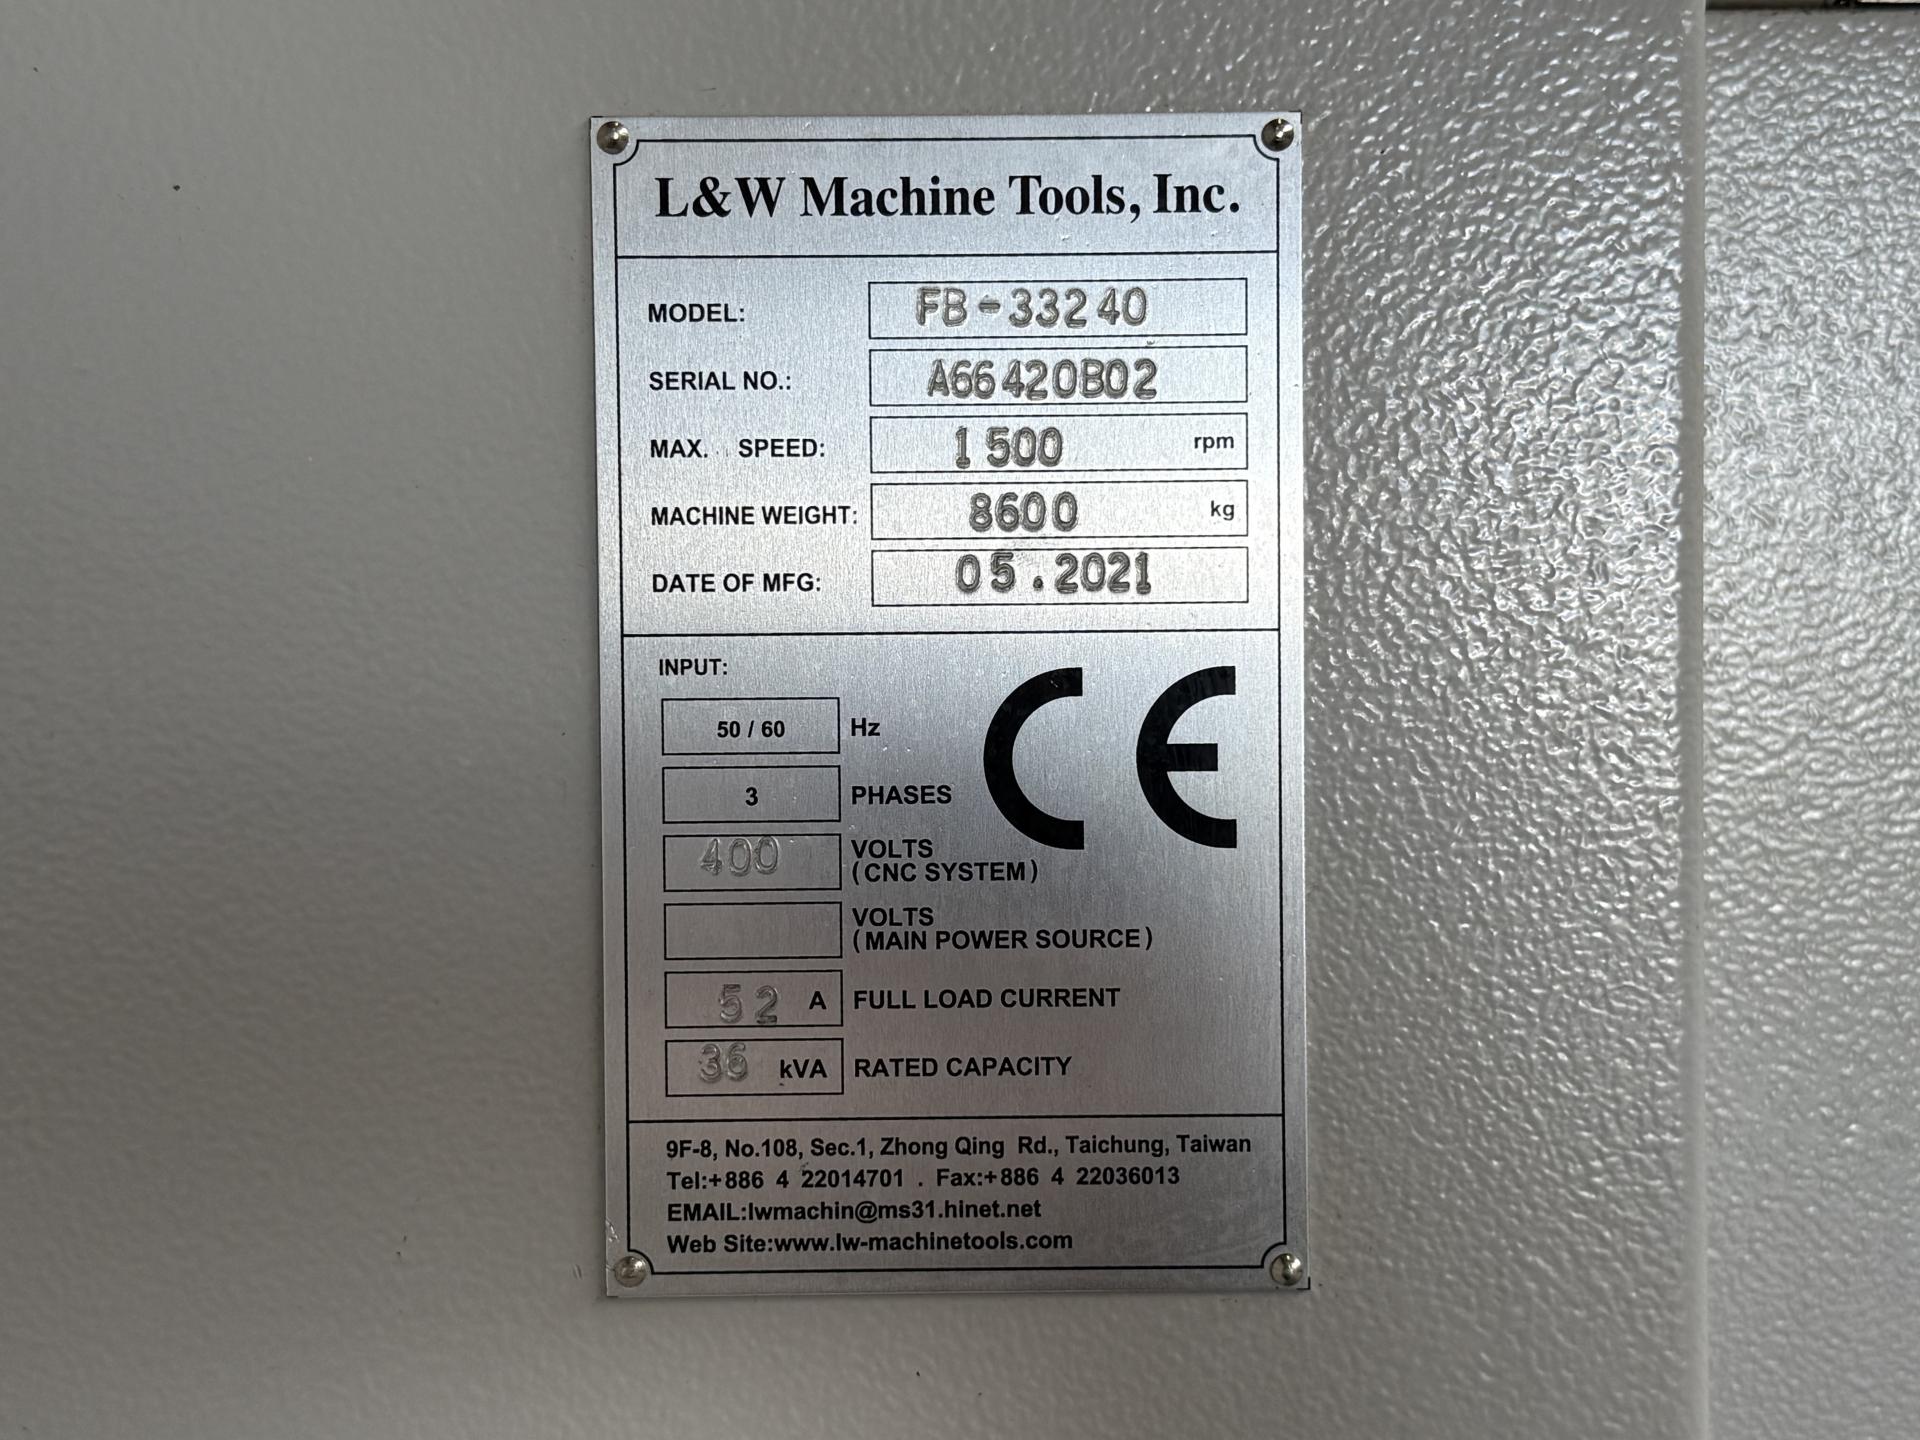 L&W Machine Tools, Inc.
MODEL: FB-33240
SERIAL NO.: A66420B02
MAX. SPEED: 1500 rpm
MACHINE WEIGHT: 8600 kg
DATE OF MFG: 05.2021
INPUT:
50 / 60 Hz
3 PHASES
400 VOLTS
(CNC SYSTEM)
VOLTS
(MAIN POWER SOURCE)
52 A FULL LOAD CURRENT
36 kVA RATED CAPACITY
CE
9F-8, No.108, Sec.1, Zhong Qing Rd., Taichung, Taiwan
Tel:+886 4 22014701 . Fax:+886 4 22036013
EMAIL:lwmachin@ms31.hinet.net
Web Site:www.lw-machinetools.com